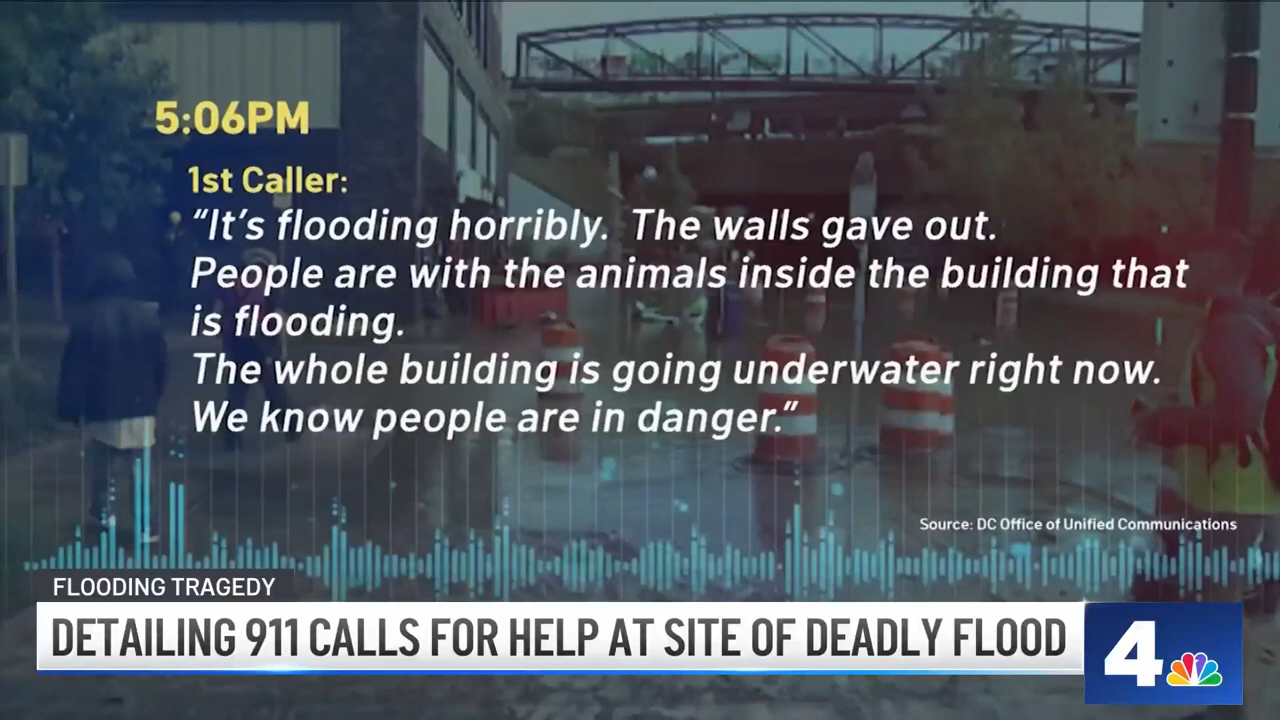 5:06PM
1st Caller:
“It’s flooding horribly. The walls gave out.
People are with the animals inside the building that
is flooding.
The whole building is going underwater right now.
We know people are in danger.”
Source: DC Office of Unified Communications
FLOODING TRAGEDY
DETAILING 911 CALLS FOR HELP AT SITE OF DEADLY FLOOD
4